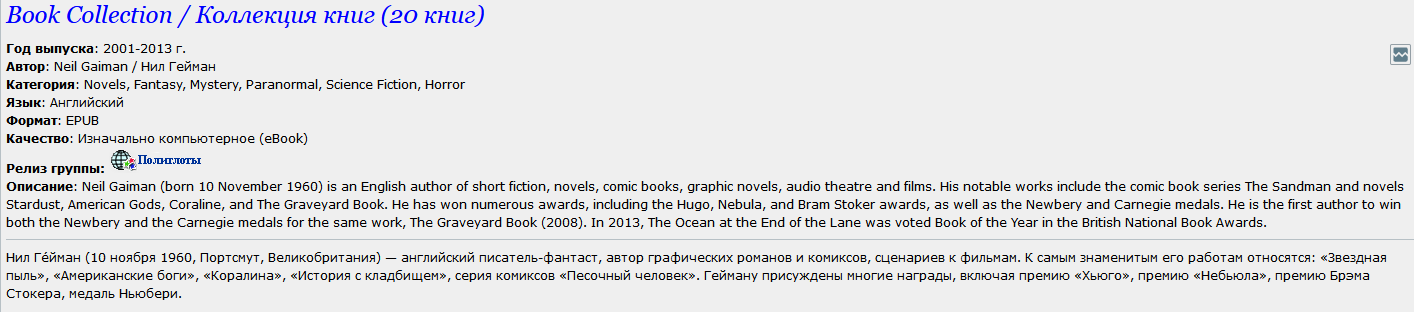 Book Collection / Коллекция книг (20 книг)
Год выпуска: 2001-2013 г.
Автор: Neil Gaiman / Нил Гейман
Категория: Novels, Fantasy, Mystery, Paranormal, Science Fiction, Horror
Язык: Английский
Формат: EPUB
Качество: Изначально компьютерное (eBook)
Релиз группы: Полиглоты
Описание: Neil Gaiman (born 10 November 1960) is an English author of short fiction, novels, comic books, graphic novels, audio theatre and films. His notable works include the comic book series The Sandman and novels
Stardust, American Gods, Coraline, and The Graveyard Book. He has won numerous awards, including the Hugo, Nebula, and Bram Stoker awards, as well as the Newbery and Carnegie medals. He is the first author to win
both the Newbery and the Carnegie medals for the same work, The Graveyard Book (2008). In 2013, The Ocean at the End of the Lane was voted Book of the Year in the British National Book Awards.
Нил Ге́йман (10 ноября 1960, Портсмут, Великобритания) — английский писатель-фантаст, автор графических романов и комиксов, сценариев к фильмам. К самым знаменитым его работам относятся: «Звездная
пыль», «Американские боги», «Коралина», «История с кладбищем», серия комиксов «Песочный человек». Гейману присуждены многие награды, включая премию «Хьюго», премию «Небьюла», премию Брэма
Стокера, медаль Ньюбери.